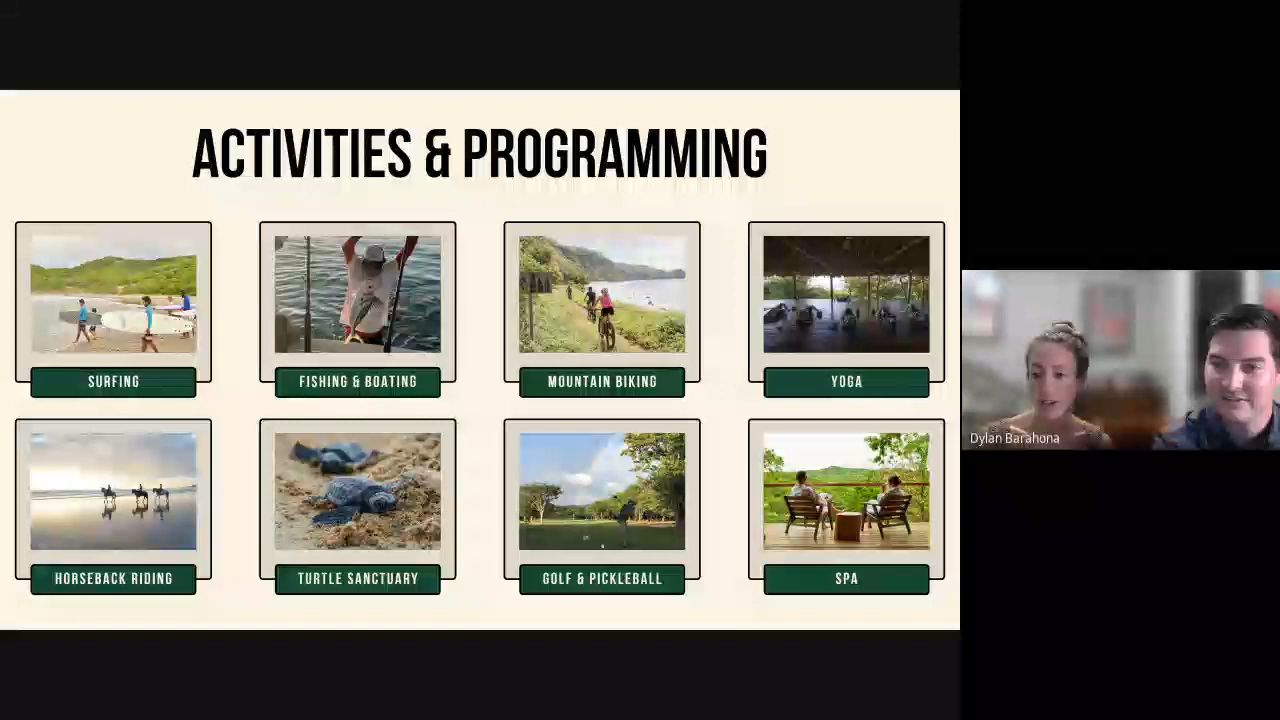 ACTIVITIES & PROGRAMMING
SURFING
FISHING & BOATING
MOUNTAIN BIKING
YOGA
HORSEBACK RIDING
TURTLE SANCTUARY
GOLF & PICKLEBALL
SPA
Dylan Barahona